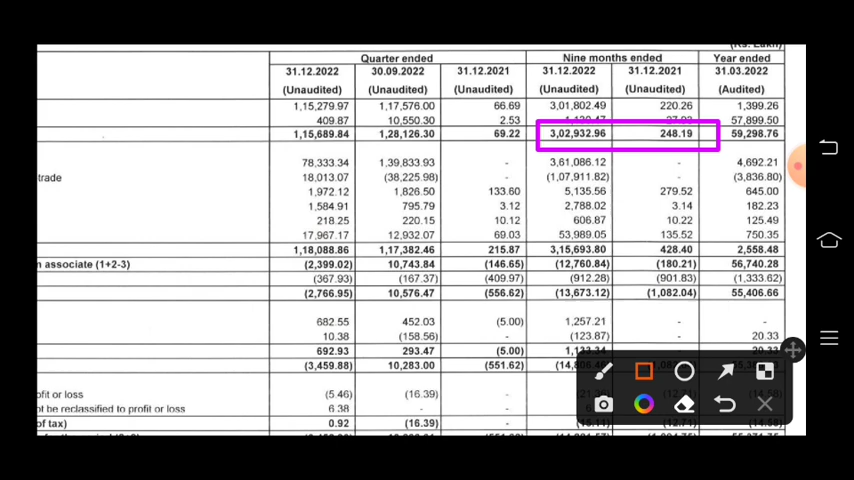 (Rs. Lakh)
Quarter ended Nine months ended Year ended
31.12.2022 30.09.2022 31.12.2021 31.12.2022 31.12.2021 31.03.2022
(Unaudited) (Unaudited) (Unaudited) (Unaudited) (Unaudited) (Audited)
1,15,279.97 1,17,576.00 66.69 3,01,802.49 220.26 1,399.26
409.87 10,550.30 2.53 57,899.50
1,15,689.84 1,28,126.30 69.22 3,02,932.96 248.19 59,298.76
78,333.34 1,39,833.93 - 3,61,086.12 - 4,692.21
trade 18,013.07 (38,225.98) - (1,07,911.82) - (3,836.80)
1,972.12 1,826.50 133.60 5,135.56 279.52 645.00
1,584.91 795.79 3.12 2,788.02 3.14 182.23
218.25 220.15 10.12 606.87 10.22 125.49
17,967.17 12,932.07 69.03 53,989.05 135.52 750.35
1,18,088.86 1,17,382.46 215.87 3,15,693.80 428.40 2,558.48
n associate (1+2-3) (2,399.02) 10,743.84 (146.65) (12,760.84) (180.21) 56,740.28
(367.93) (167.37) (409.97) (912.28) (901.83) (1,333.62)
(2,766.95) 10,576.47 (556.62) (13,673.12) (1,082.04) 55,406.66
682.55 452.03 (5.00) 1,257.21 - -
10.38 (158.56) - (123.87) - 20.33
692.93 293.47 (5.00) 1,133.34 20.33
(3,459.88) 10,283.00 (551.62)
ofit or loss (5.46) (16.39) -
ot be reclassified to profit or loss 6.38 - -
of tax) 0.92 (16.39) -